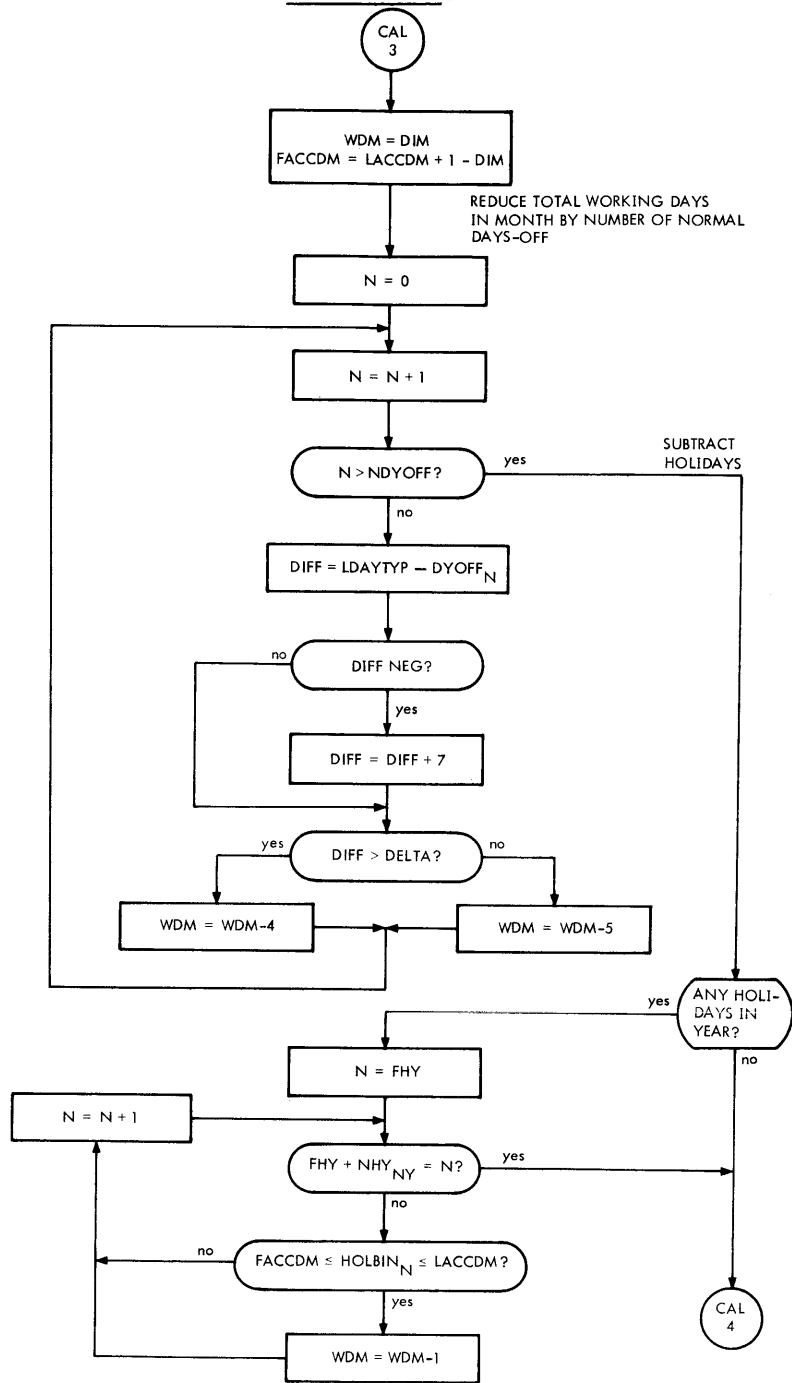 CAL
3
WDM = DIM
FACCDM = LACCDM + 1 - DIM
REDUCE TOTAL WORKING DAYS
IN MONTH BY NUMBER OF NORMAL
DAYS-OFF
N = 0
N = N + 1
SUBTRACT
HOLIDAYS
N > NDYOFF?
yes
no
DIFF = LDAYTYP — DYOFF_N
no
DIFF NEG?
yes
DIFF = DIFF + 7
yes
DIFF > DELTA?
no
WDM = WDM-4
WDM = WDM-5
yes
ANY HOLI-
DAYS IN
YEAR?
no
N = FHY
N = N + 1
FHY + NHY_NY = N?
yes
no
no
FACCDM ≤ HOLBIN_N ≤ LACCDM?
yes
CAL
4
WDM = WDM-1